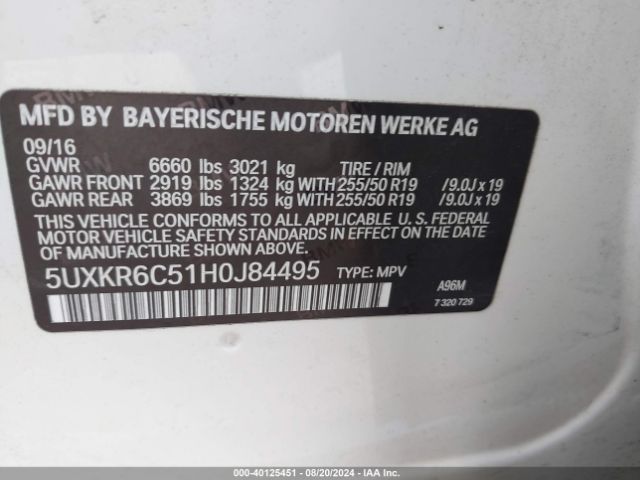 MFD BY BAYERISCHE MOTOREN WERKE AG
09/16
GVWR 6660 lbs 3021 kg TIRE / RIM
GAWR FRONT 2919 lbs 1324 kg WITH 255/50 R19 /9.0J x 19
GAWR REAR 3869 lbs 1755 kg WITH 255/50 R19 /9.0J x 19
THIS VEHICLE CONFORMS TO ALL APPLICABLE U. S. FEDERAL
MOTOR VEHICLE SAFETY STANDARDS IN EFFECT ON THE DATE
OF MANUFACTURE SHOWN ABOVE.
5UXKR6C51H0J84495 TYPE: MPV
A96M
7 320 729
000-40125451 - 08/20/2024 - IAA Inc.